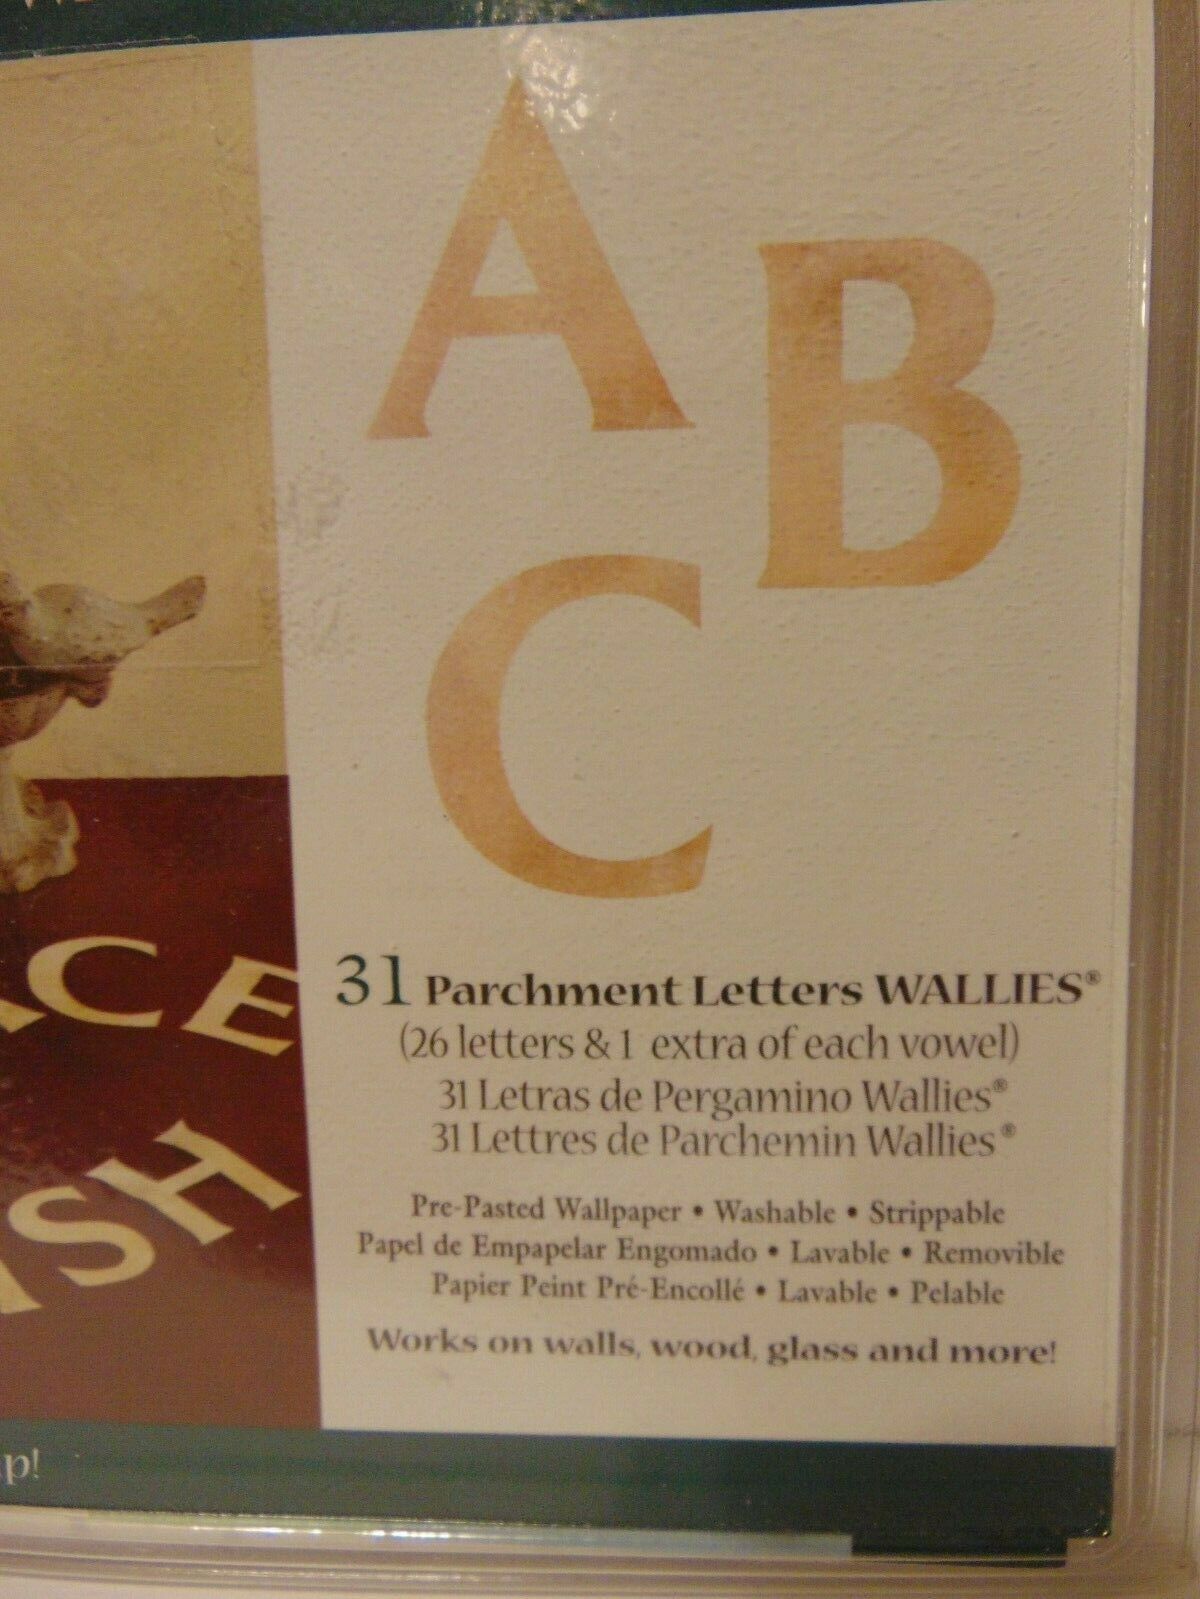 A
B
C
31 Parchment Letters WALLIES®
(26 letters & 1 extra of each vowel)
31 Letras de Pergamino Wallies®
31 Lettres de Parchemin Wallies®
Pre-Pasted Wallpaper • Washable • Strippable
Papel de Empapelar Engomado • Lavable • Removible
Papier Peint Pré-Encollé • Lavable • Pelable
Works on walls, wood, glass and more!
ACE
ASH